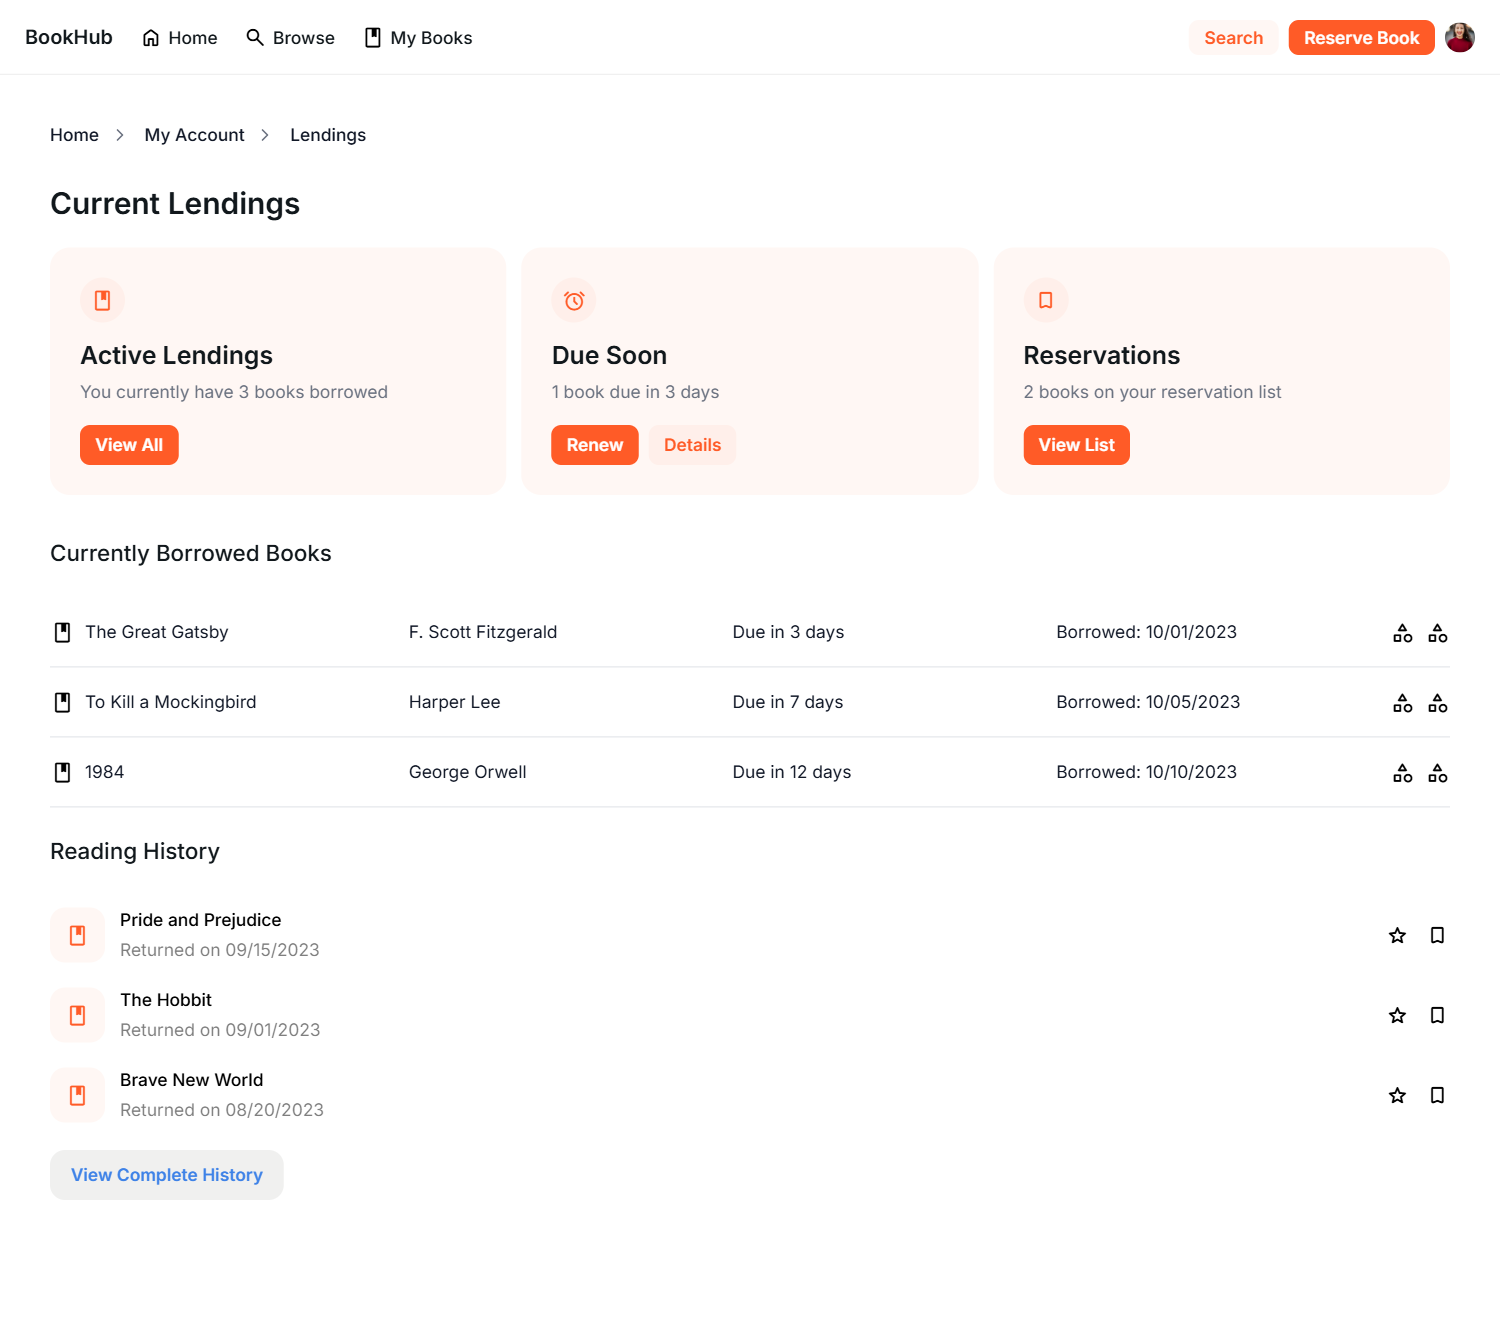 BookHub Home Browse My Books Search Reserve Book
Home My Account Lendings
Current Lendings
Active Lendings
You currently have 3 books borrowed
View All
Due Soon
1 book due in 3 days
Renew Details
Reservations
2 books on your reservation list
View List
Currently Borrowed Books
The Great Gatsby F. Scott Fitzgerald Due in 3 days Borrowed: 10/01/2023
To Kill a Mockingbird Harper Lee Due in 7 days Borrowed: 10/05/2023
1984 George Orwell Due in 12 days Borrowed: 10/10/2023
Reading History
Pride and Prejudice
Returned on 09/15/2023
The Hobbit
Returned on 09/01/2023
Brave New World
Returned on 08/20/2023
View Complete History